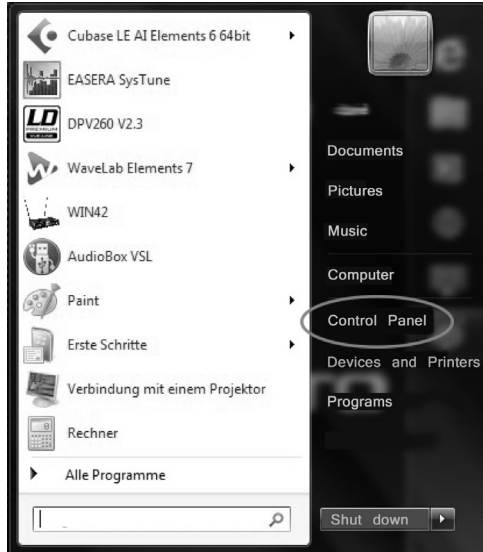 Cubase LE AI Elements 6 64bit
EASERA SysTune
LD
PREMIUM
DPV260 V2.3
WaveLab Elements 7
WIN42
AudioBox VSL
Paint
Erste Schritte
Verbindung mit einem Projektor
Rechner
Alle Programme
Documents
Pictures
Music
Computer
Control Panel
Devices and Printers
Programs
Shut down